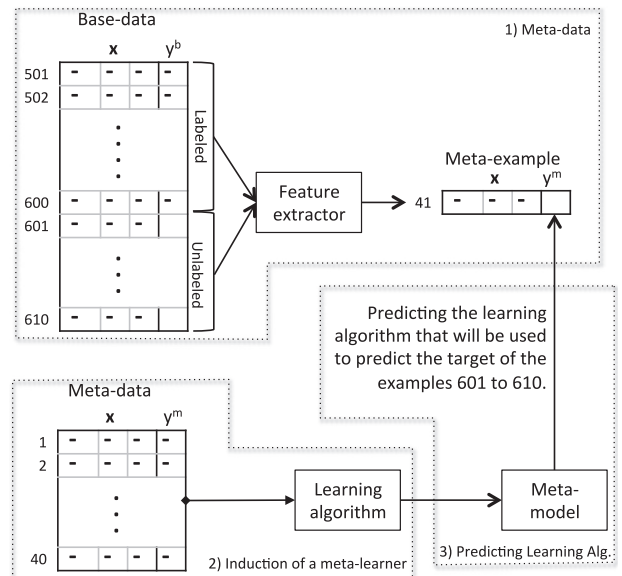 Base-data
1) Meta-data
x y^b
501 - - - -
502 - - - -
Labeled
600 - - - -
601 - - -
Unlabeled
610 - - -
Feature
extractor
Meta-example
x y^m
41 - - -
Predicting the learning
algorithm that will be used
to predict the target of the
examples 601 to 610.
Meta-data
x y^m
1 - - - -
2 - - - -
40 - - - -
Learning
algorithm
Meta-
model
2) Induction of a meta-learner
3) Predicting Learning Alg.